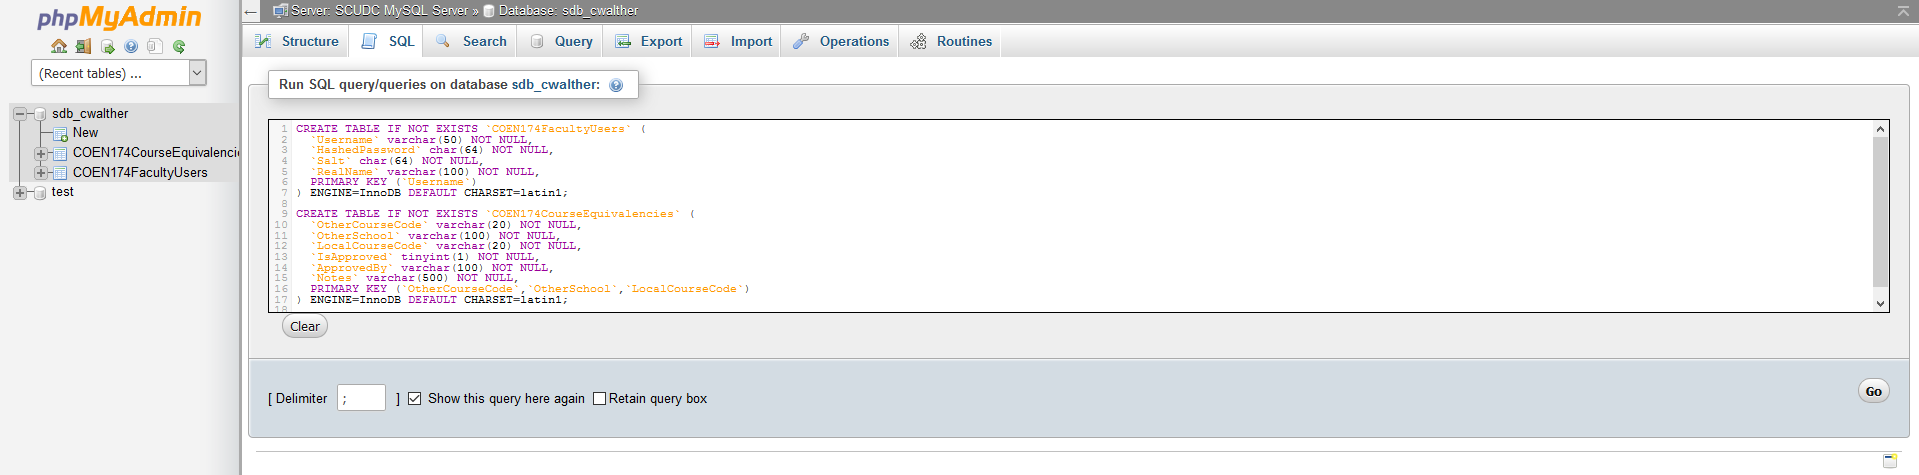 phpMyAdmin
(Recent tables) ...
sdb_cwalther
New
COEN174CourseEquivalenci
COEN174FacultyUsers
test
← Server: SCUDC MySQL Server » Database: sdb_cwalther
Structure SQL Search Query Export Import Operations Routines
Run SQL query/queries on database sdb_cwalther:
1 CREATE TABLE IF NOT EXISTS `COEN174FacultyUsers` (
2 `Username` varchar(50) NOT NULL,
3 `HashedPassword` char(64) NOT NULL,
4 `Salt` char(64) NOT NULL,
5 `RealName` varchar(100) NOT NULL,
6 PRIMARY KEY (`Username`)
7 ) ENGINE=InnoDB DEFAULT CHARSET=latin1;
8
9 CREATE TABLE IF NOT EXISTS `COEN174CourseEquivalencies` (
10 `OtherCourseCode` varchar(20) NOT NULL,
11 `OtherSchool` varchar(100) NOT NULL,
12 `LocalCourseCode` varchar(20) NOT NULL,
13 `IsApproved` tinyint(1) NOT NULL,
14 `ApprovedBy` varchar(100) NOT NULL,
15 `Notes` varchar(500) NOT NULL,
16 PRIMARY KEY (`OtherCourseCode`,`OtherSchool`,`LocalCourseCode`)
17 ) ENGINE=InnoDB DEFAULT CHARSET=latin1;
18
Clear
[ Delimiter ; ] Show this query here again Retain query box
Go